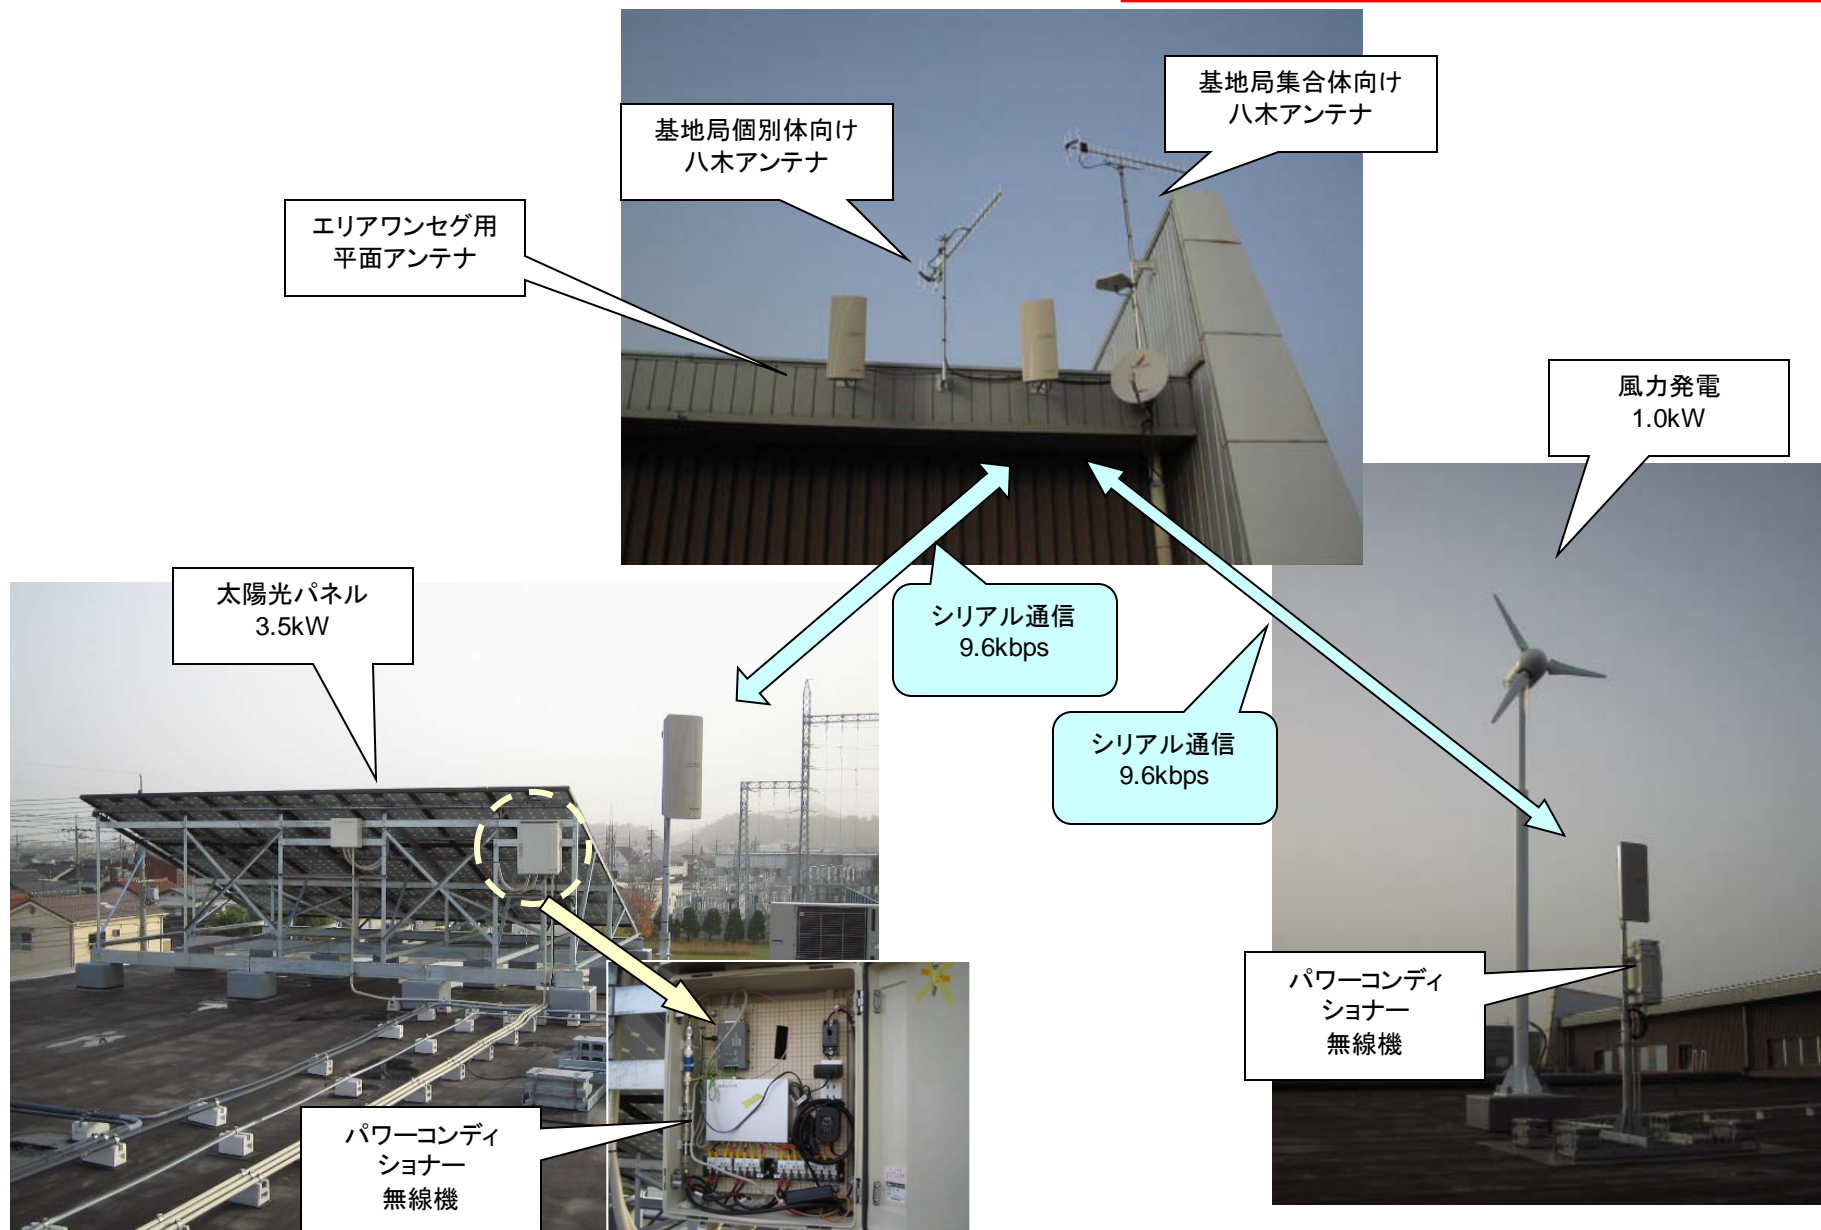 基地局集合体向け
八木アンテナ
基地局個別体向け
八木アンテナ
エリアワンセグ用
平面アンテナ
風力発電
1.0kW
太陽光パネル
3.5kW
シリアル通信
9.6kbps
シリアル通信
9.6kbps
パワーコンディ
ショナー
無線機
パワーコンディ
ショナー
無線機